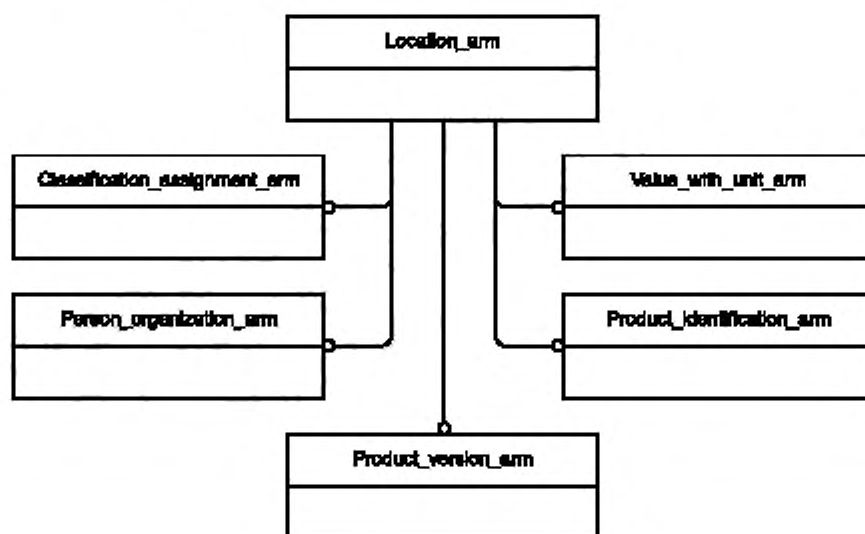 Location_arm
Classification_assignment_arm
Value_with_unit_arm
Person_organization_arm
Product_identification_arm
Product_version_arm